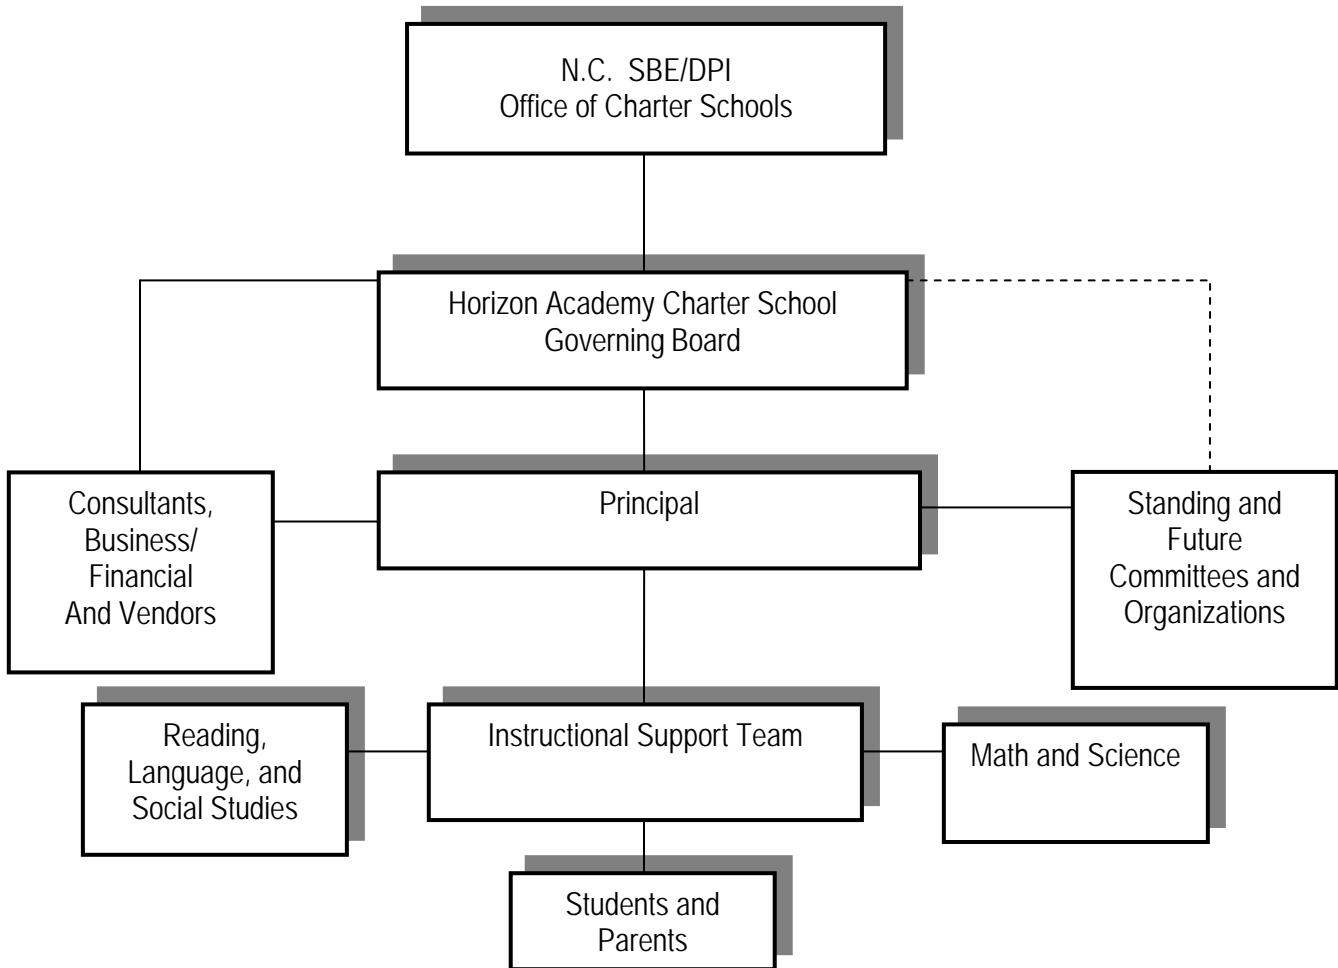 N.C. SBE/DPI
Office of Charter Schools
Horizon Academy Charter School
Governing Board
Consultants,
Business/
Financial
And Vendors
Principal
Standing and
Future
Committees and
Organizations
Reading,
Language, and
Social Studies
Instructional Support Team
Math and Science
Students and
Parents